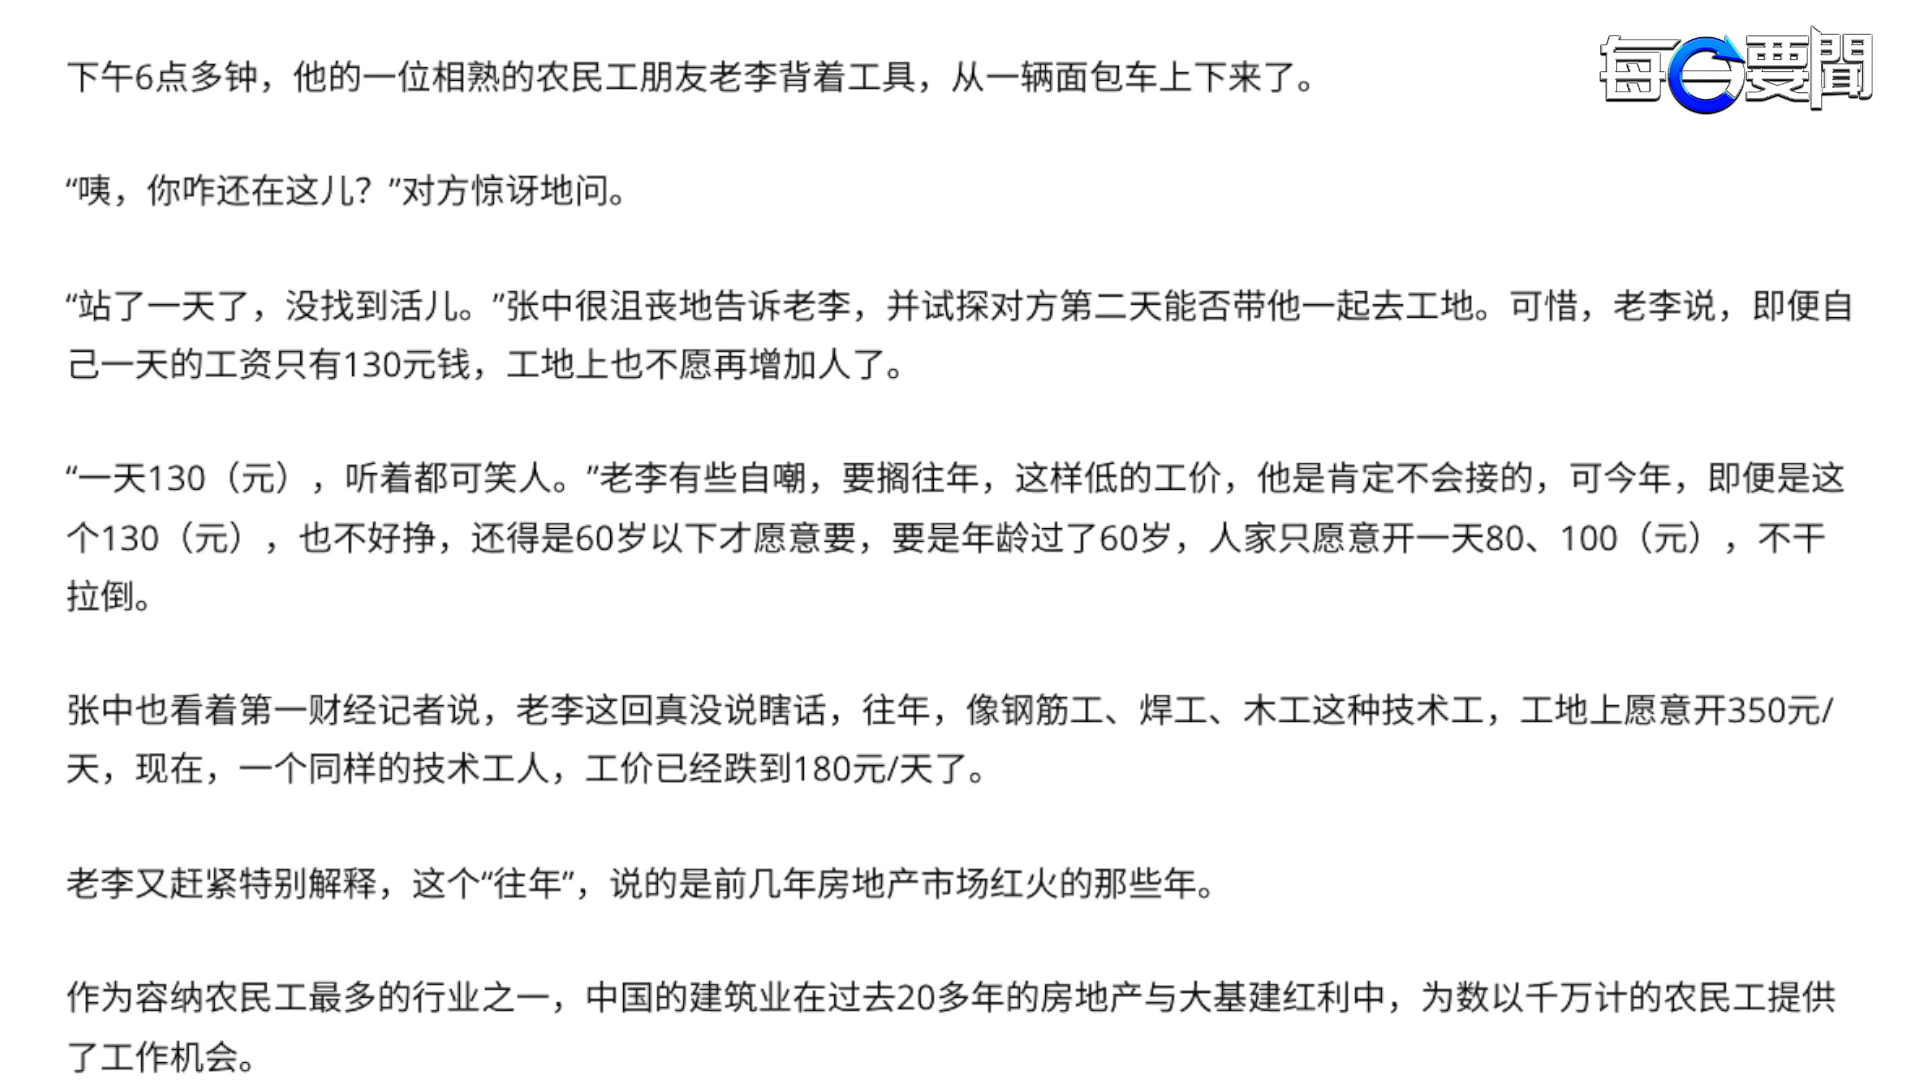 每日要聞
下午6点多钟，他的一位相熟的农民工朋友老李背着工具，从一辆面包车上下来了。
“咦，你咋还在这儿？”对方惊讶地问。
“站了一天了，没找到活儿。”张中很沮丧地告诉老李，并试探对方第二天能否带他一起去工地。可惜，老李说，即便自
己一天的工资只有130元钱，工地上也不愿再增加人了。
“一天130（元），听着都可笑人。”老李有些自嘲，要搁往年，这样低的工价，他是肯定不会接的，可今年，即便是这
个130（元），也不好挣，还得是60岁以下才愿意要，要是年龄过了60岁，人家只愿意开一天80、100（元），不干
拉倒。
张中也看着第一财经记者说，老李这回真没说瞎话，往年，像钢筋工、焊工、木工这种技术工，工地上愿意开350元/
天，现在，一个同样的技术工人，工价已经跌到180元/天了。
老李又赶紧特别解释，这个“往年”，说的是前几年房地产市场红火的那些年。
作为容纳农民工最多的行业之一，中国的建筑业在过去20多年的房地产与大基建红利中，为数以千万计的农民工提供
了工作机会。